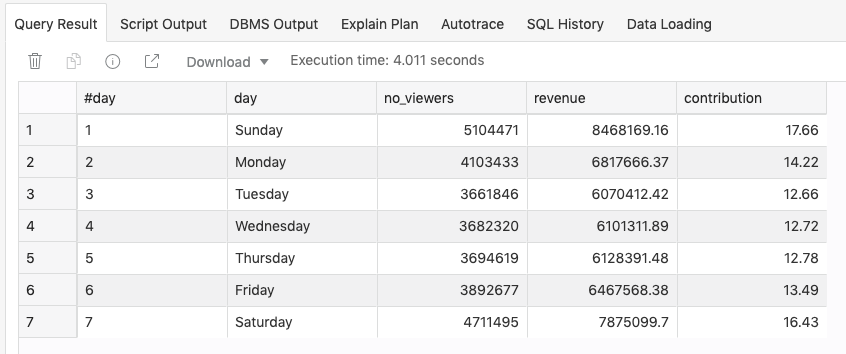 Query Result Script Output DBMS Output Explain Plan Autotrace SQL History Data Loading
Download Execution time: 4.011 seconds
#day day no_viewers revenue contribution
1 1 Sunday 5104471 8468169.16 17.66
2 2 Monday 4103433 6817666.37 14.22
3 3 Tuesday 3661846 6070412.42 12.66
4 4 Wednesday 3682320 6101311.89 12.72
5 5 Thursday 3694619 6128391.48 12.78
6 6 Friday 3892677 6467568.38 13.49
7 7 Saturday 4711495 7875099.7 16.43